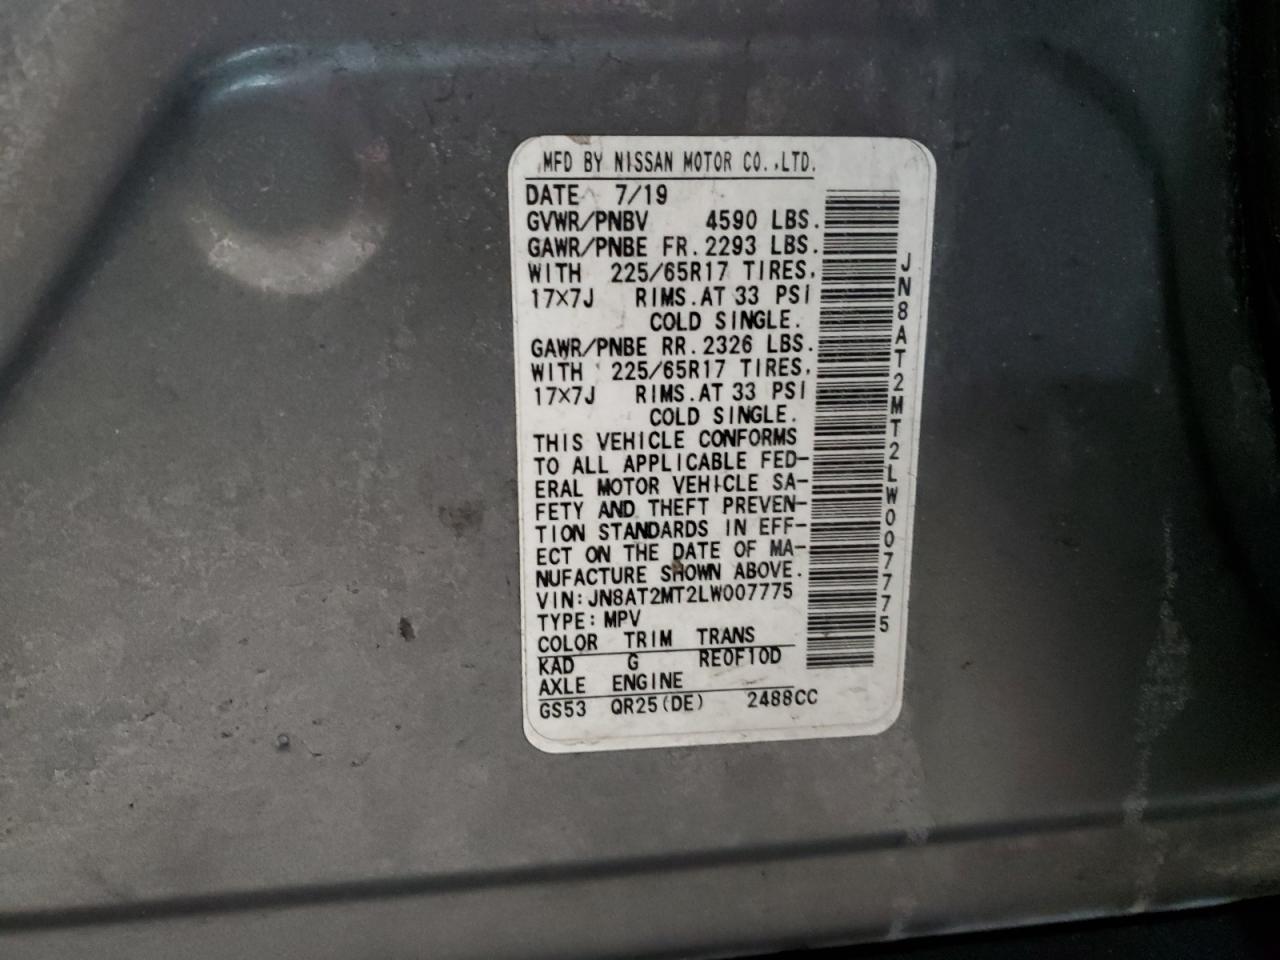 MFD BY NISSAN MOTOR CO.,LTD.
DATE 7/19
GVWR/PNBV 4590 LBS.
GAWR/PNBE FR.2293 LBS.
WITH 225/65R17 TIRES,
17×7J RIMS.AT 33 PSI
COLD SINGLE.
GAWR/PNBE RR.2326 LBS.
WITH 225/65R17 TIRES,
17×7J RIMS.AT 33 PSI
COLD SINGLE.
THIS VEHICLE CONFORMS
TO ALL APPLICABLE FED-
ERAL MOTOR VEHICLE SA-
FETY AND THEFT PREVEN-
TION STANDARDS IN EFF-
ECT ON THE DATE OF MA-
NUFACTURE SHOWN ABOVE.
VIN:JN8AT2MT2LW007775
TYPE:MPV
COLOR TRIM TRANS
KAD G RE0F10D
AXLE ENGINE
GS53 QR25(DE) 2488CC
JN8AT2MT2LW007775